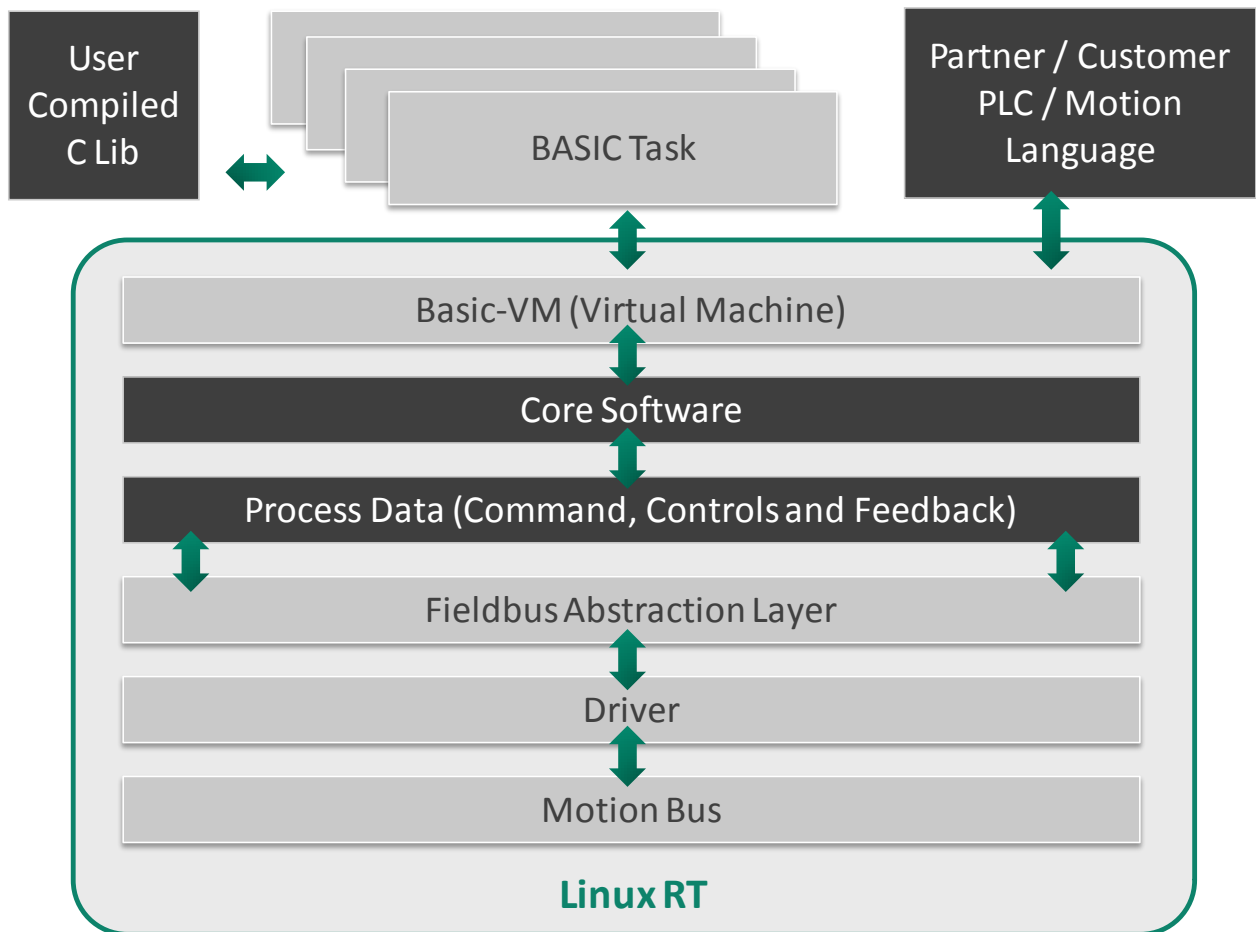 User
Compiled
C Lib
BASIC Task
Partner / Customer
PLC / Motion
Language
Basic-VM (Virtual Machine)
Core Software
Process Data (Command, Controls and Feedback)
Fieldbus Abstraction Layer
Driver
Motion Bus
Linux RT